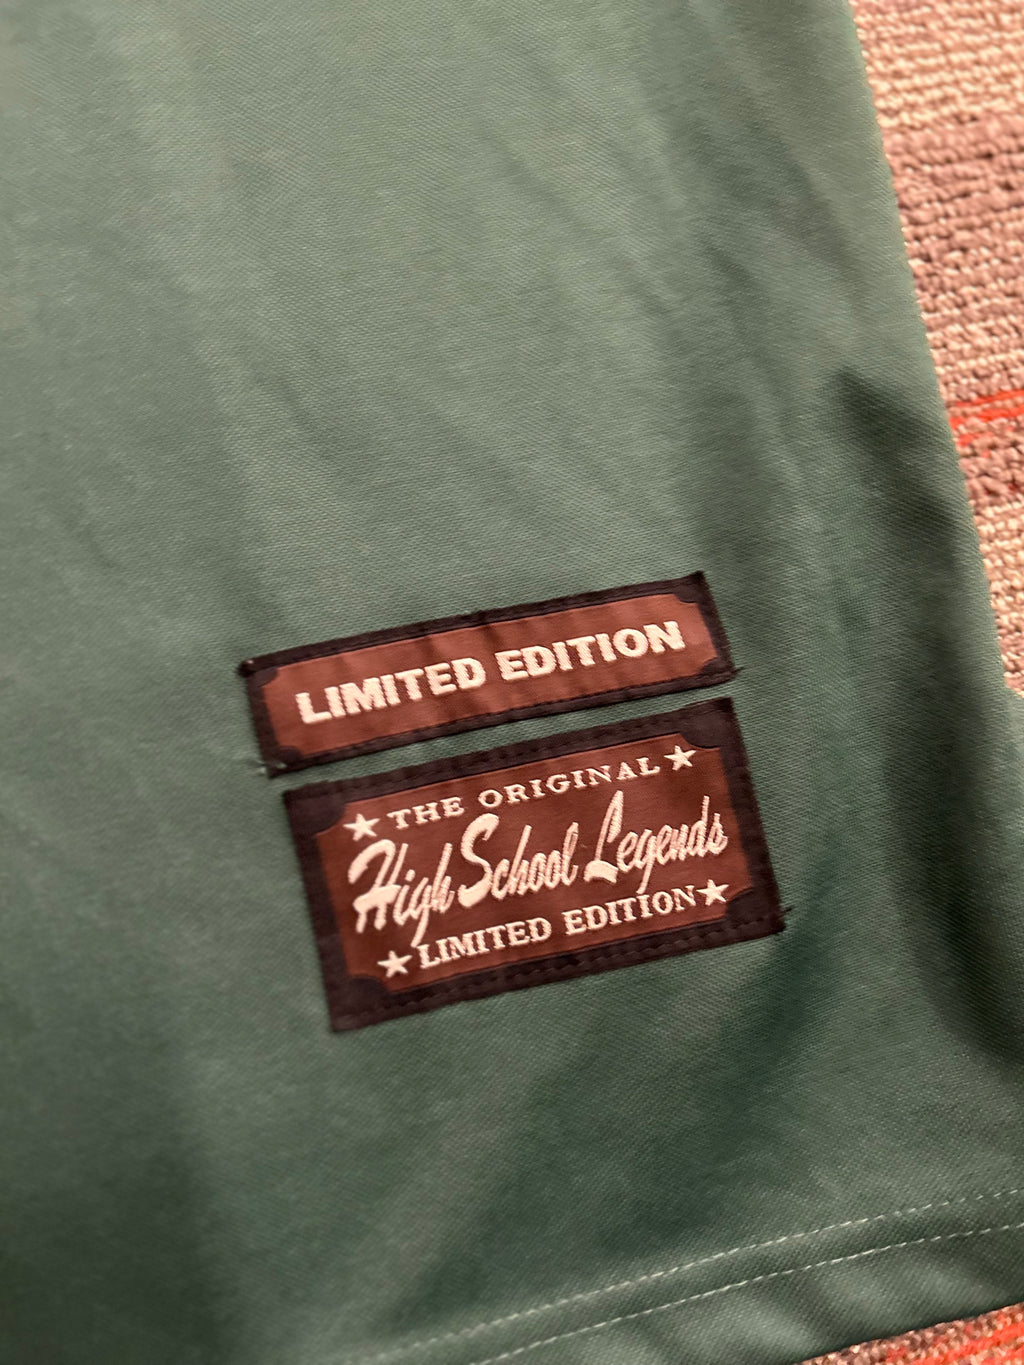 LIMITED EDITION
★ THE ORIGINAL ★
High School Legends
★ LIMITED EDITION ★